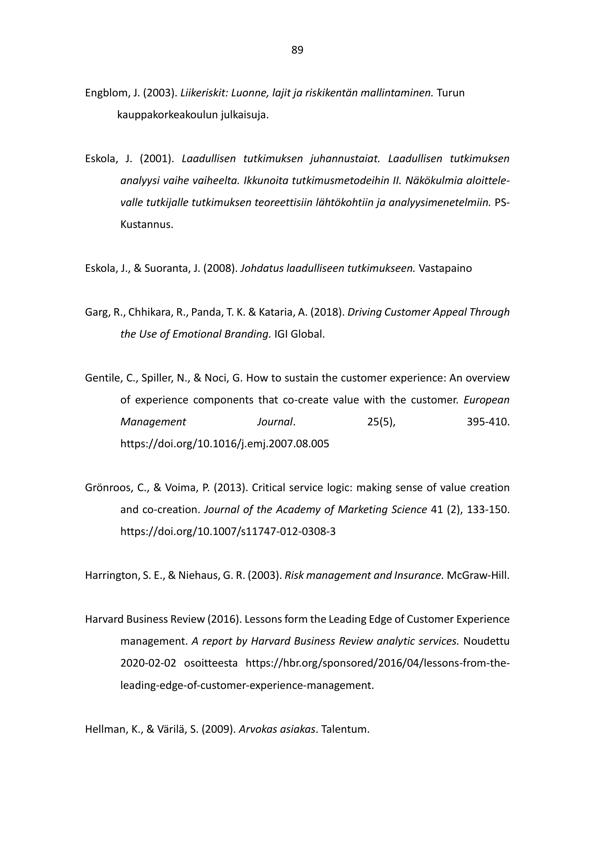 89
Engblom, J. (2003). Liikeriskit: Luonne, lajit ja riskikentän mallintaminen. Turun
kauppakorkeakoulun julkaisuja.
Eskola, J. (2001). Laadullisen tutkimuksen juhannustaiat. Laadullisen tutkimuksen
analyysi vaihe vaiheelta. Ikkunoita tutkimusmetodeihin II. Näkökulmia aloittele-
valle tutkijalle tutkimuksen teoreettisiin lähtökohtiin ja analyysimenetelmiin. PS-
Kustannus.
Eskola, J., & Suoranta, J. (2008). Johdatus laadulliseen tutkimukseen. Vastapaino
Garg, R., Chhikara, R., Panda, T. K. & Kataria, A. (2018). Driving Customer Appeal Through
the Use of Emotional Branding. IGI Global.
Gentile, C., Spiller, N., & Noci, G. How to sustain the customer experience: An overview
of experience components that co-create value with the customer. European
Management Journal. 25(5), 395-410.
https://doi.org/10.1016/j.emj.2007.08.005
Grönroos, C., & Voima, P. (2013). Critical service logic: making sense of value creation
and co-creation. Journal of the Academy of Marketing Science 41 (2), 133-150.
https://doi.org/10.1007/s11747-012-0308-3
Harrington, S. E., & Niehaus, G. R. (2003). Risk management and Insurance. McGraw-Hill.
Harvard Business Review (2016). Lessons form the Leading Edge of Customer Experience
management. A report by Harvard Business Review analytic services. Noudettu
2020-02-02 osoitteesta https://hbr.org/sponsored/2016/04/lessons-from-the-
leading-edge-of-customer-experience-management.
Hellman, K., & Värilä, S. (2009). Arvokas asiakas. Talentum.